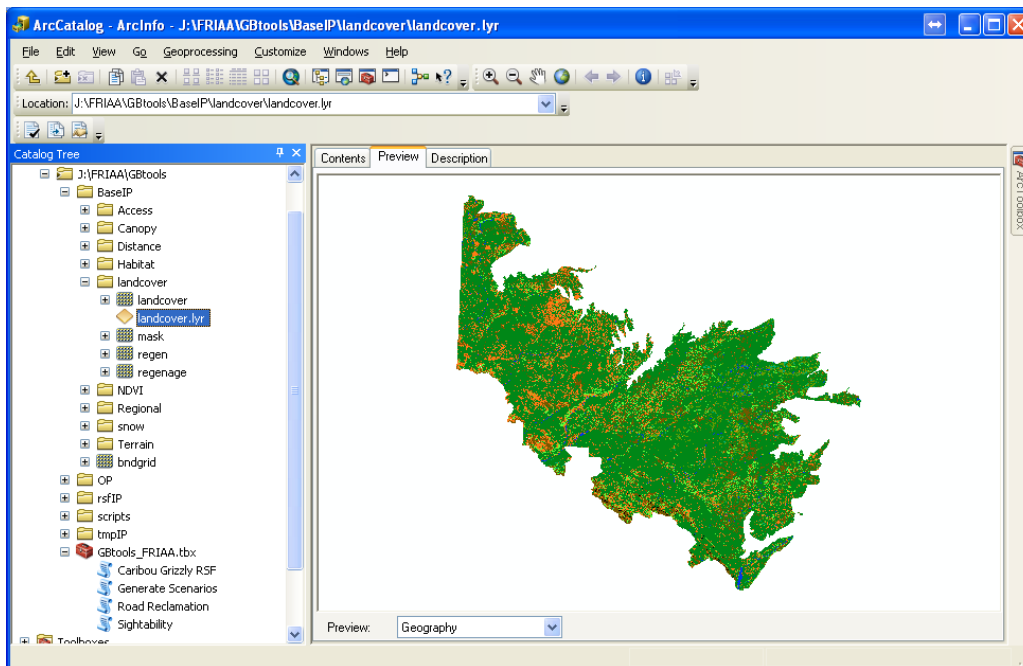 ArcCatalog - ArcInfo - J:\FRIAA\GBtools\BaseIP\landcover\landcover.lyr
File Edit View Go Geoprocessing Customize Windows Help
Location: J:\FRIAA\GBtools\BaseIP\landcover\landcover.lyr
Catalog Tree
J:\FRIAA\GBtools
BaseIP
Access
Canopy
Distance
Habitat
landcover
landcover
landcover.lyr
mask
regen
regenage
NDVI
Regional
snow
Terrain
bndgrid
OP
rsfIP
scripts
tmpIP
GBtools_FRIAA.tbx
Caribou Grizzly RSF
Generate Scenarios
Road Reclamation
Sightability
Toolboxes
Contents Preview Description
Preview: Geography
ArcToolbox